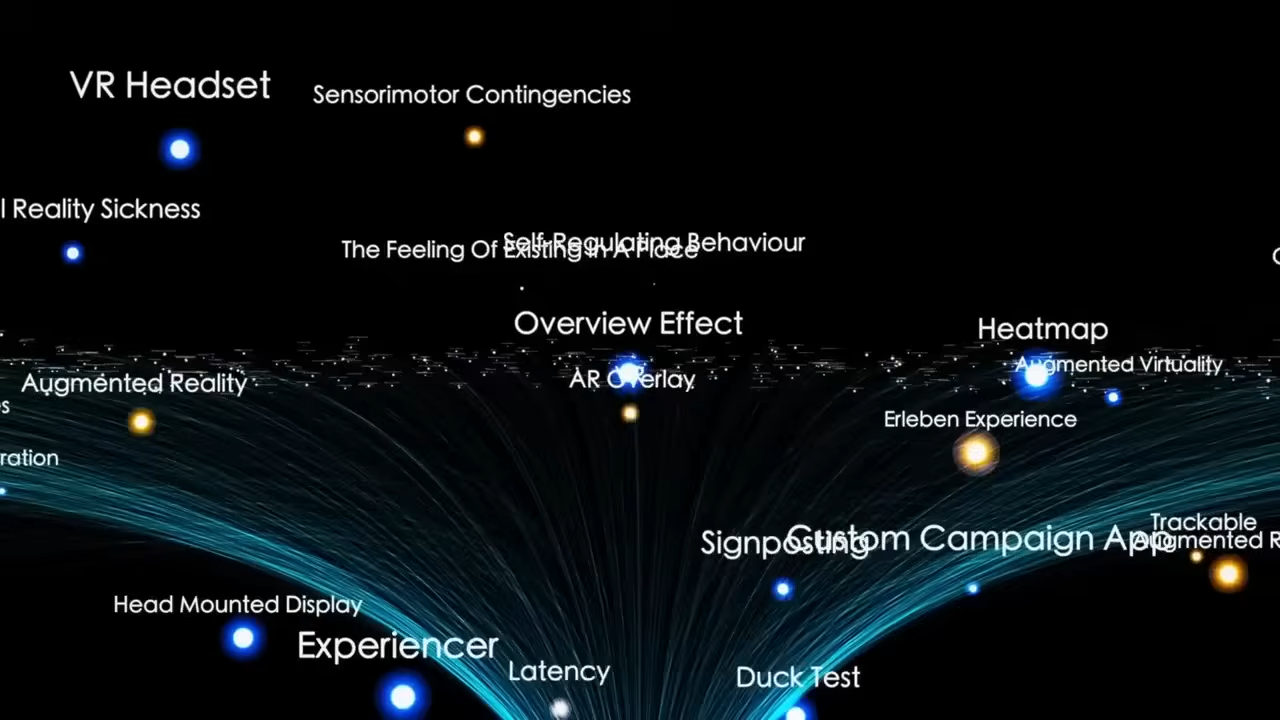 VR Headset
Sensorimotor Contingencies
l Reality Sickness
Self-Regulating Behaviour
The Feeling Of Existing In A Place
Overview Effect
Heatmap
Augmented Virtuality
AR Overlay
Augmented Reality
Erleben Experience
ration
Trackable
Signposting
Custom Campaign App
Augmented R
Head Mounted Display
Experiencer
Latency
Duck Test